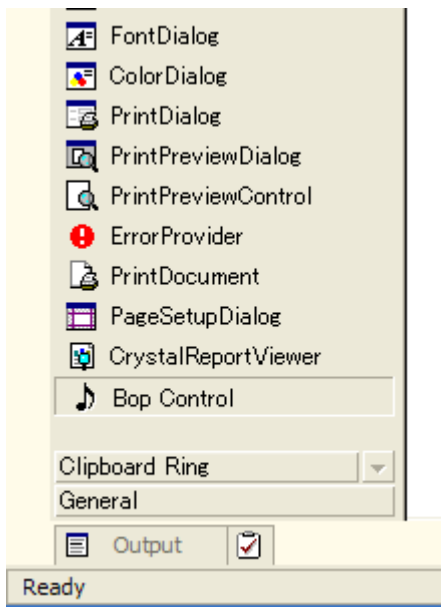 FontDialog
ColorDialog
PrintDialog
PrintPreviewDialog
PrintPreviewControl
ErrorProvider
PrintDocument
PageSetupDialog
CrystalReportViewer
Bop Control
Clipboard Ring
General
Output
Ready